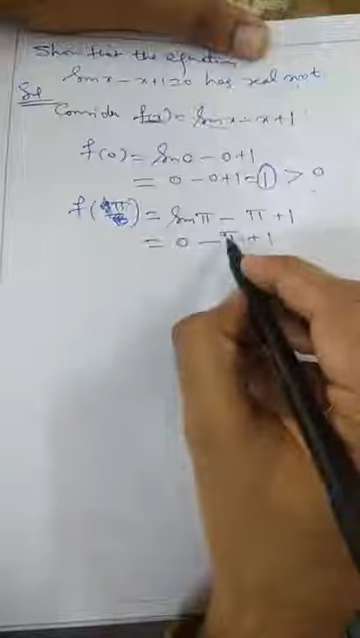 Show that the equation
Sin x - x + 1 = 0 has real root
Sol
Consider f(x) = Sin x - x + 1
f(0) = Sin 0 - 0 + 1
= 0 - 0 + 1 = 1 > 0
f(π) = Sin π - π + 1
= 0 - π + 1